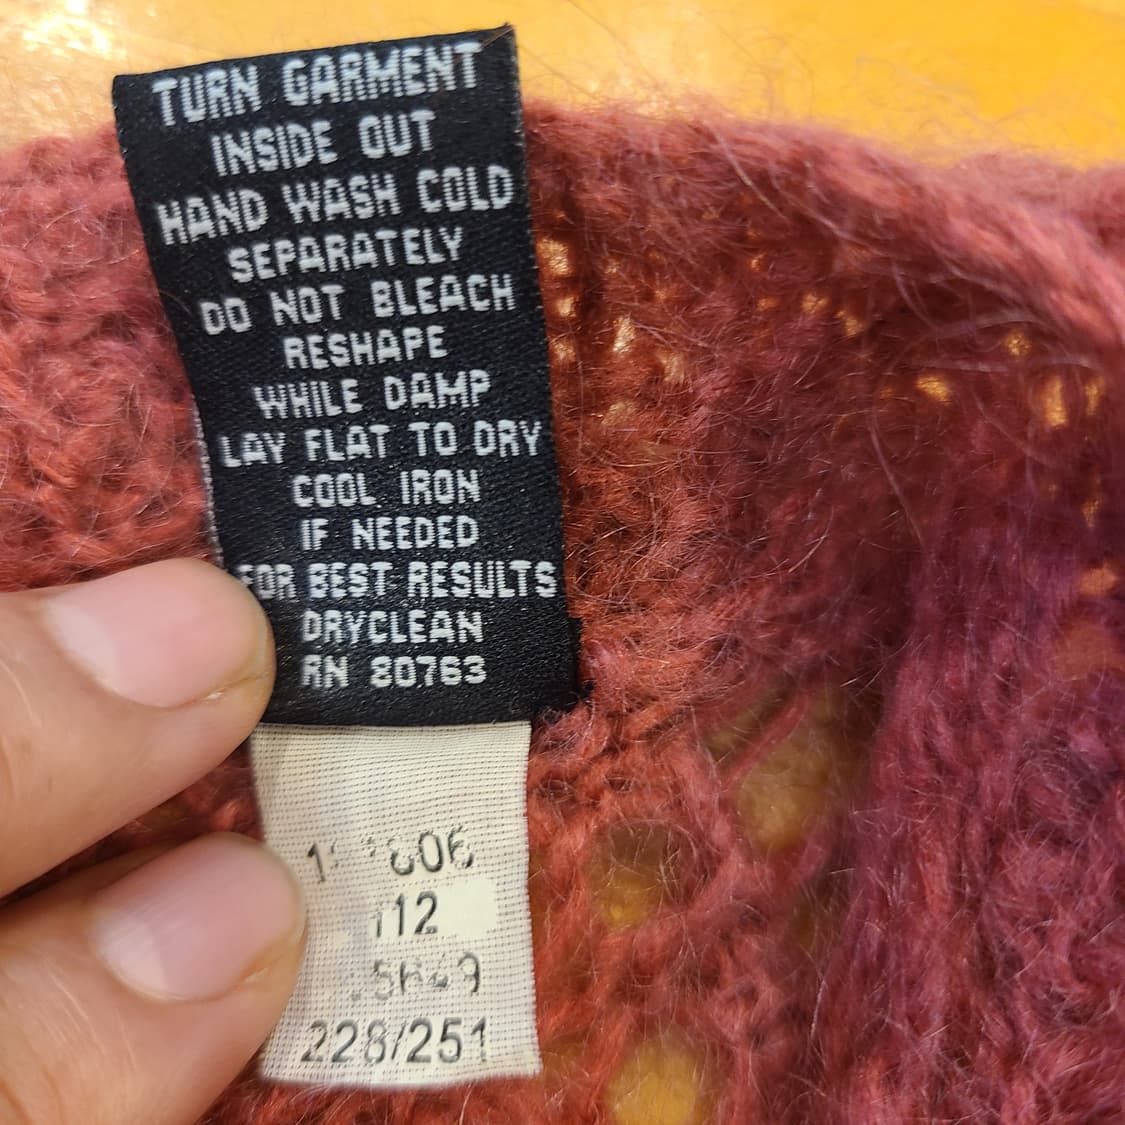 TURN GARMENT
INSIDE OUT
HAND WASH COLD
SEPARATELY
DO NOT BLEACH
RESHAPE
WHILE DAMP
LAY FLAT TO DRY
COOL IRON
IF NEEDED
FOR BEST RESULTS
DRYCLEAN
RN 80763
112
228/251